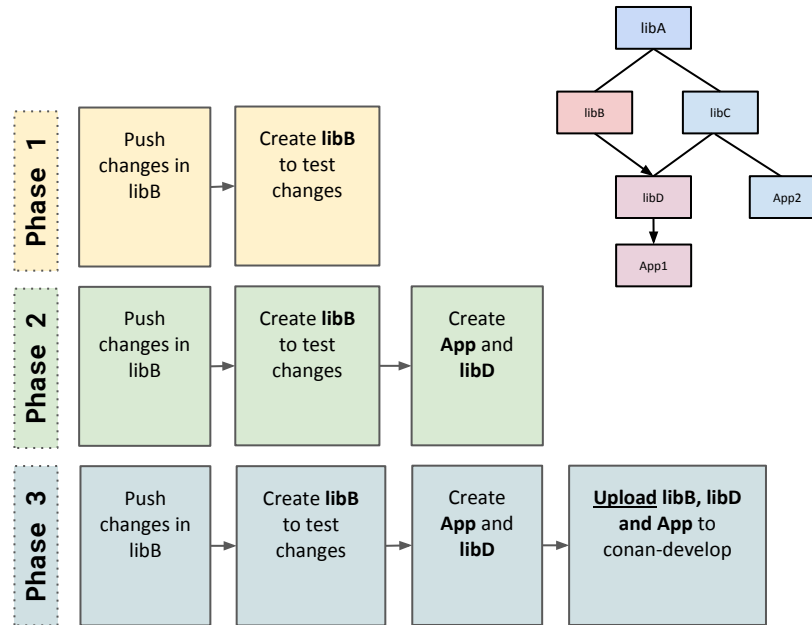 libA
libB
libC
libD
App2
App1
Phase 1
Push
changes in
libB
Create libB
to test
changes
Phase 2
Push
changes in
libB
Create libB
to test
changes
Create
App and
libD
Phase 3
Push
changes in
libB
Create libB
to test
changes
Create
App and
libD
Upload libB, libD
and App to
conan-develop